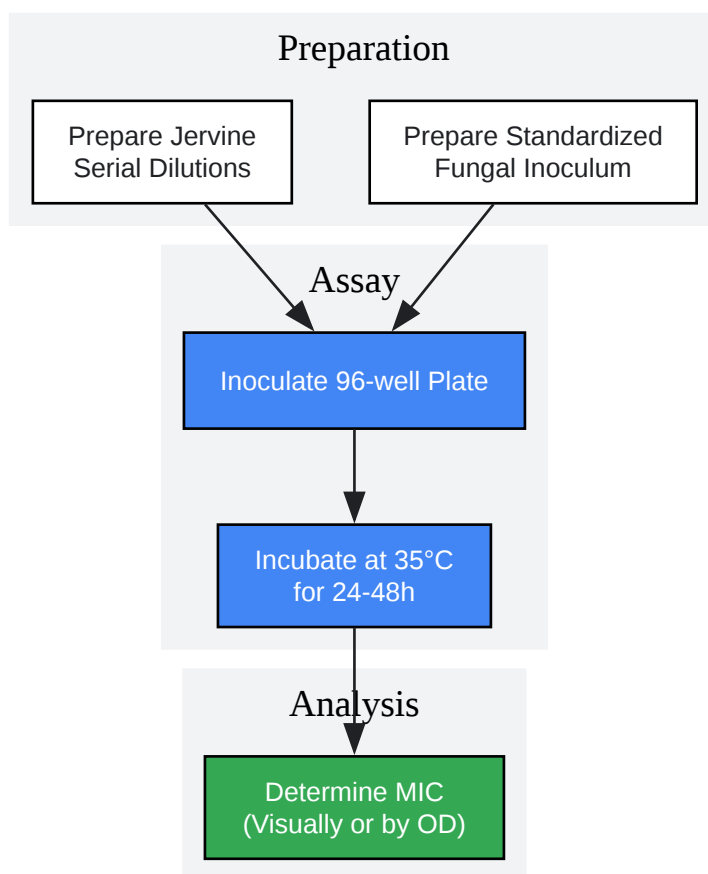 Preparation
Prepare Jervine
Serial Dilutions
Prepare Standardized
Fungal Inoculum
Assay
Inoculate 96-well Plate
Incubate at 35°C
for 24-48h
Analysis
Determine MIC
(Visually or by OD)